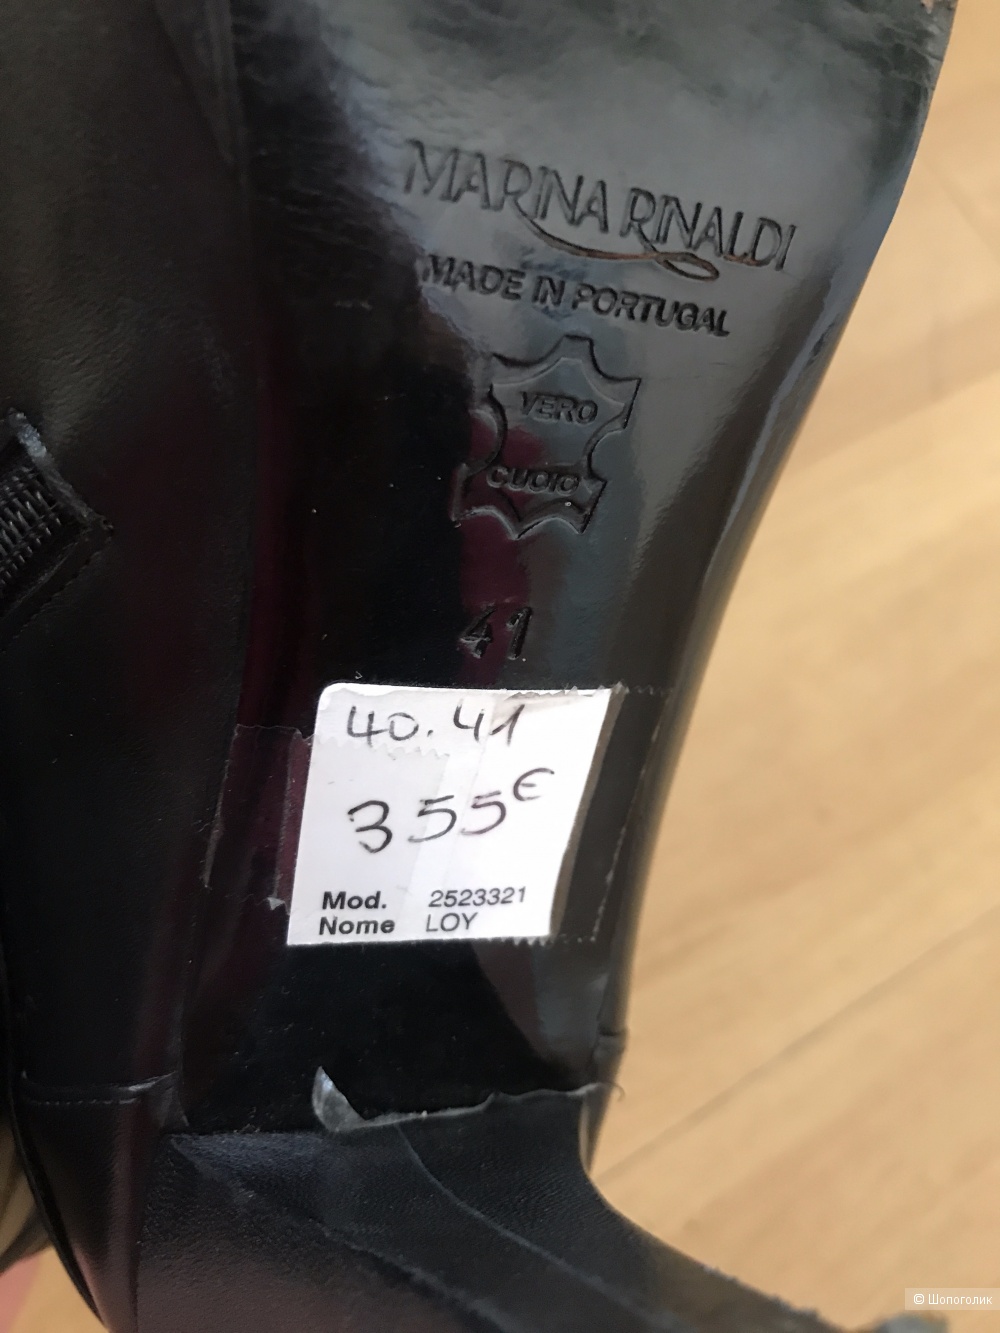 MARINA RINALDI
MADE IN PORTUGAL
VERO
CUOIO
41
40.41
355€
Mod. 2523321
Nome LOY
© Шопоголик